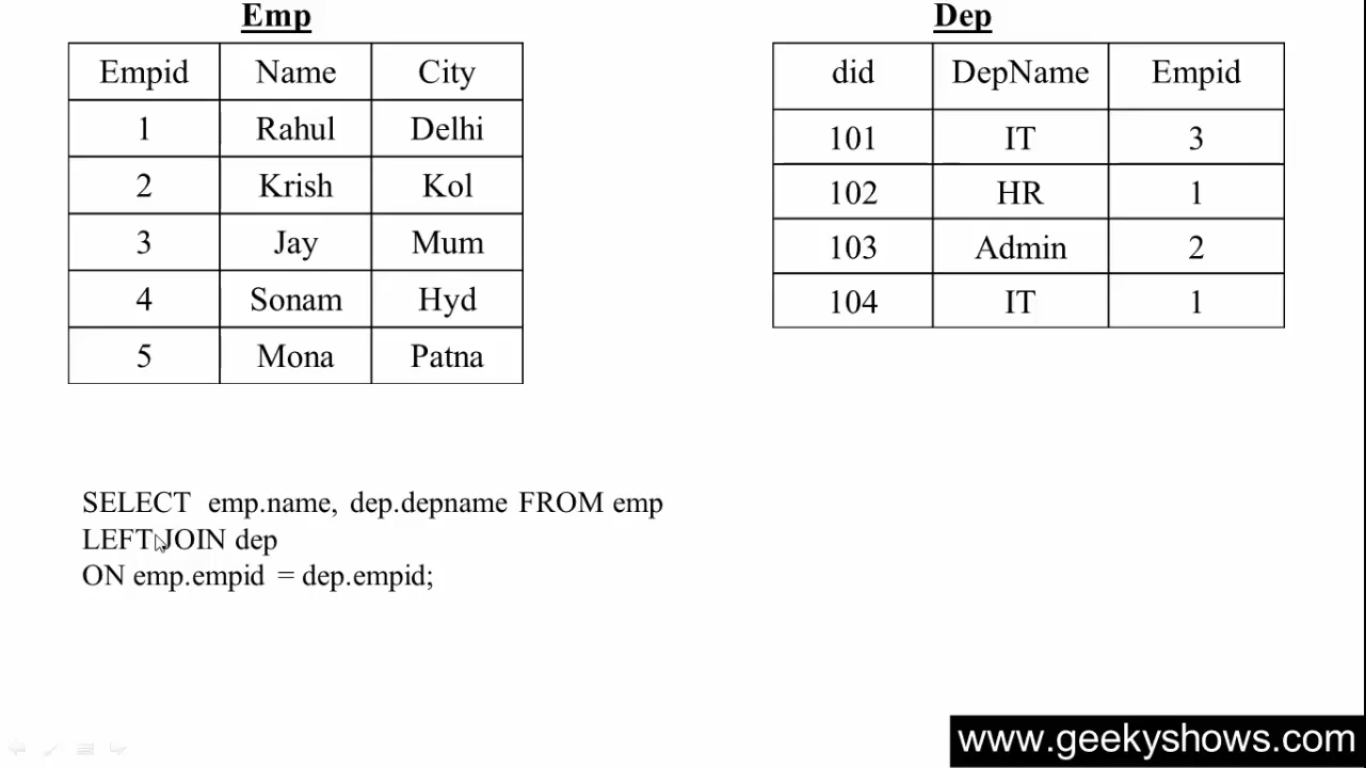 Emp
Empid Name City
1 Rahul Delhi
2 Krish Kol
3 Jay Mum
4 Sonam Hyd
5 Mona Patna
Dep
did DepName Empid
101 IT 3
102 HR 1
103 Admin 2
104 IT 1
SELECT emp.name, dep.depname FROM emp
LEFT JOIN dep
ON emp.empid = dep.empid;
www.geekyshows.com